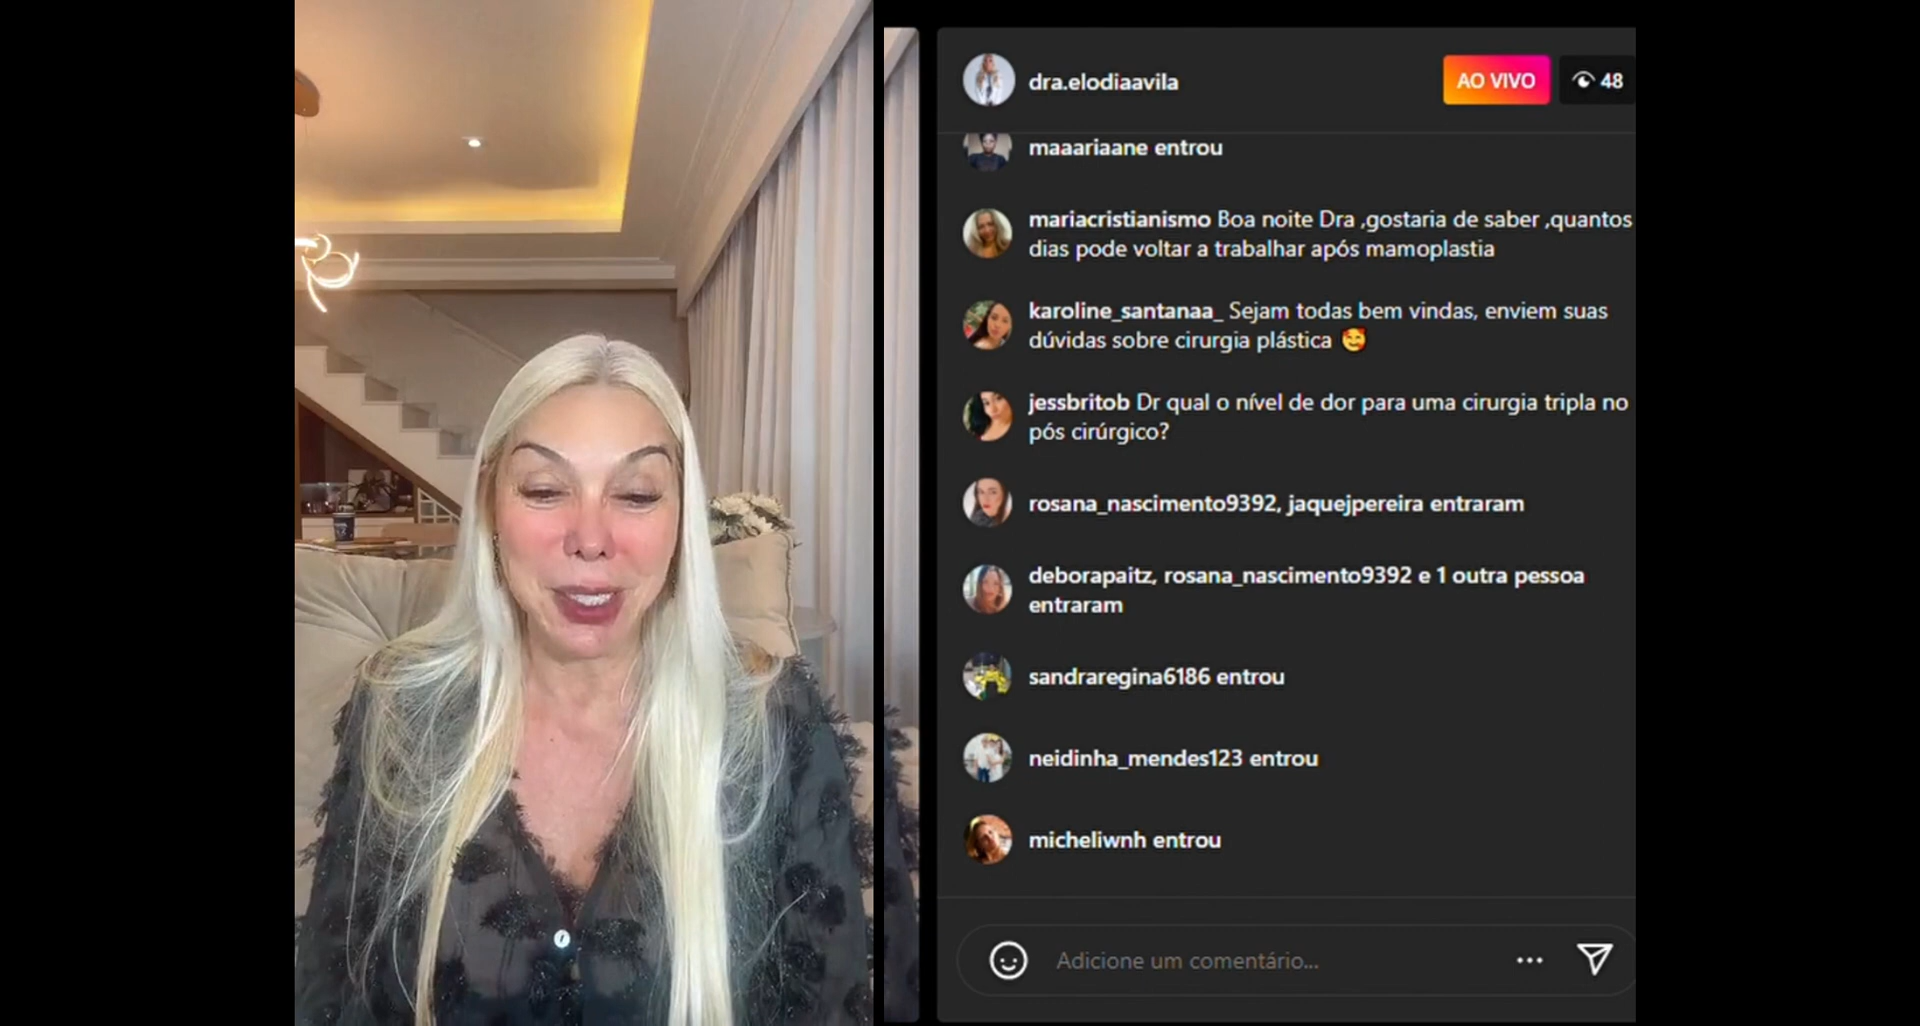 dra.elodiaavila
AO VIVO
48
maaariaane entrou
mariacristianismo Boa noite Dra ,gostaria de saber ,quantos
dias pode voltar a trabalhar após mamoplastia
karoline_santanaa_ Sejam todas bem vindas, enviem suas
dúvidas sobre cirurgia plástica 🥰
jessbritob Dr qual o nível de dor para uma cirurgia tripla no
pós cirúrgico?
rosana_nascimento9392, jaquejpereira entraram
deborapaitz, rosana_nascimento9392 e 1 outra pessoa
entraram
sandraregina6186 entrou
neidinha_mendes123 entrou
micheliwnh entrou
Adicione um comentário...